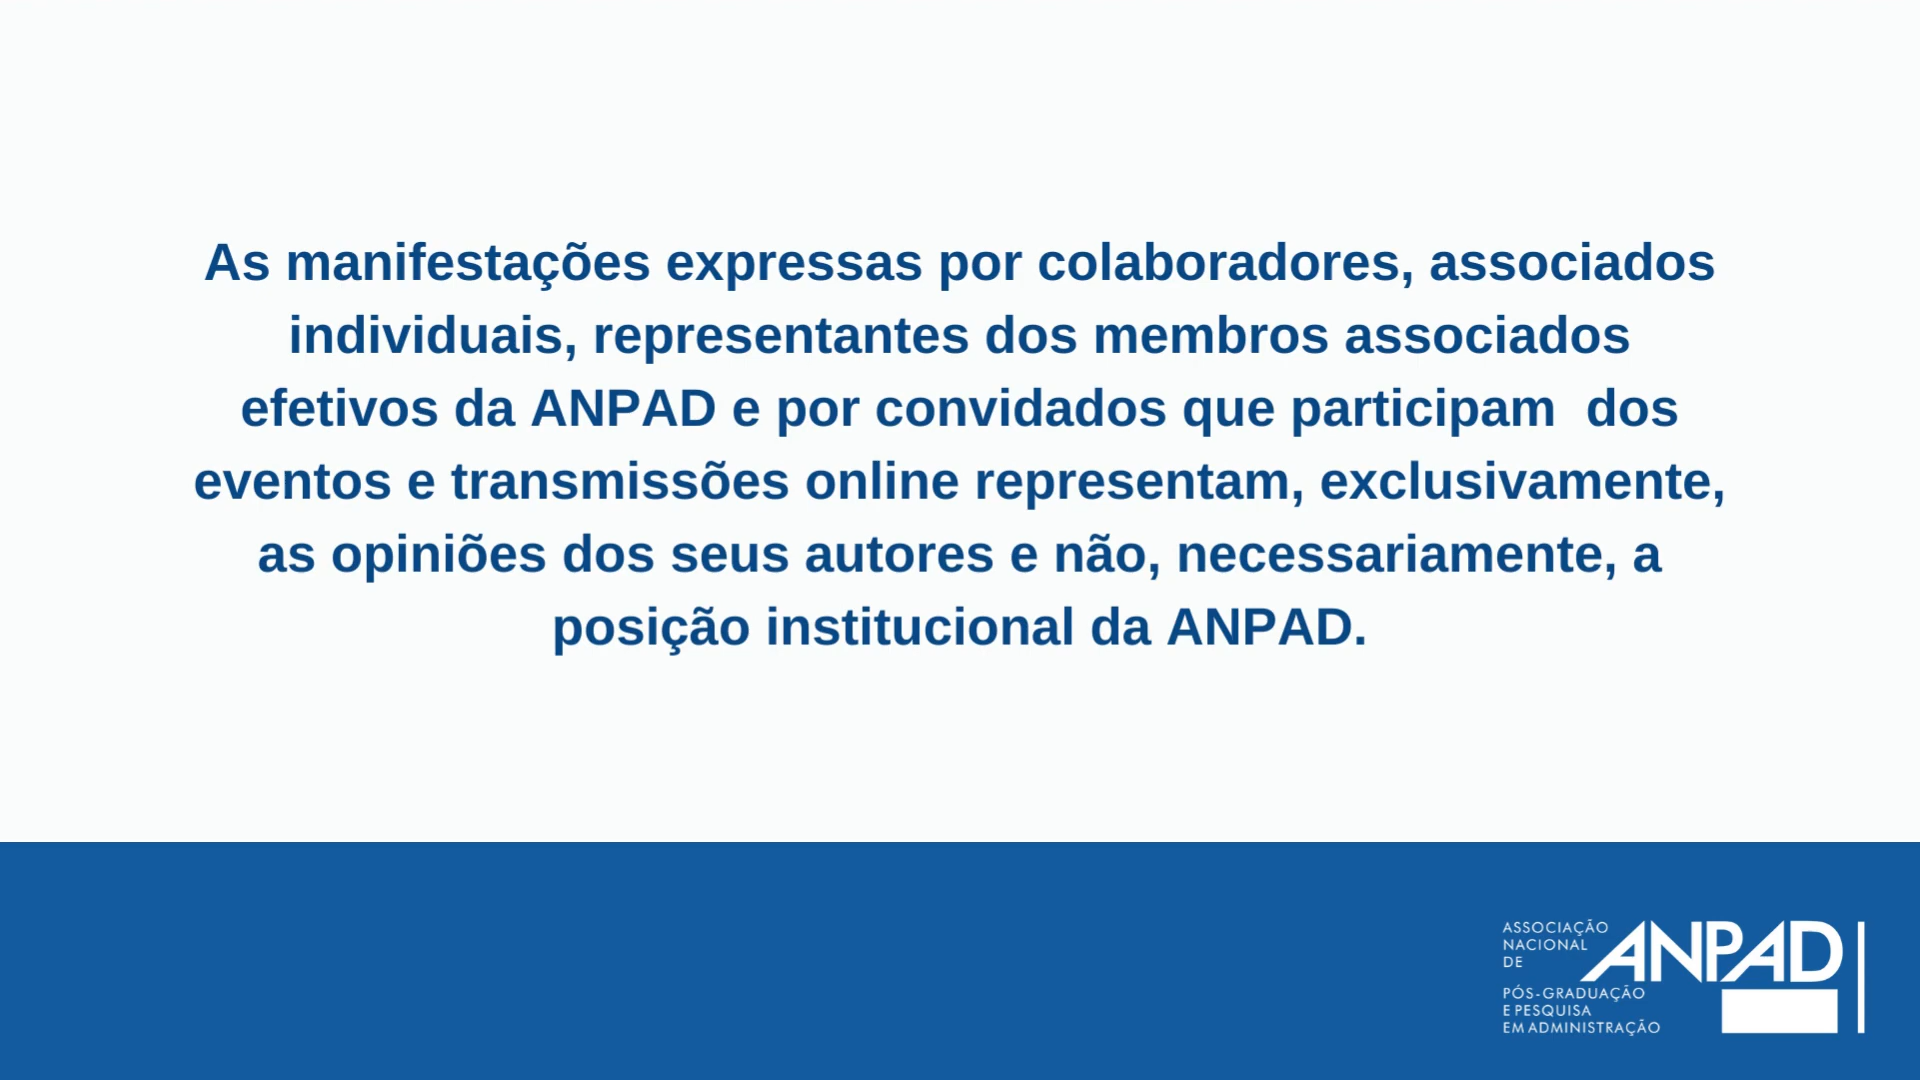 As manifestações expressas por colaboradores, associados
individuais, representantes dos membros associados
efetivos da ANPAD e por convidados que participam  dos
eventos e transmissões online representam, exclusivamente,
as opiniões dos seus autores e não, necessariamente, a
posição institucional da ANPAD.
ASSOCIAÇÃO
NACIONAL
DE
PÓS-GRADUAÇÃO
E PESQUISA
EM ADMINISTRAÇÃO
ANPAD